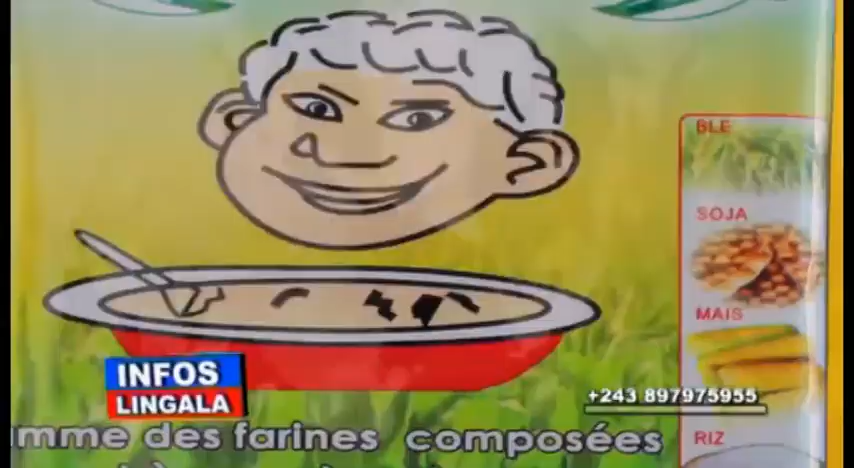 BLE
SOJA
MAIS
INFOS
LINGALA
+243 897975955
mme des farines composées
RIZ